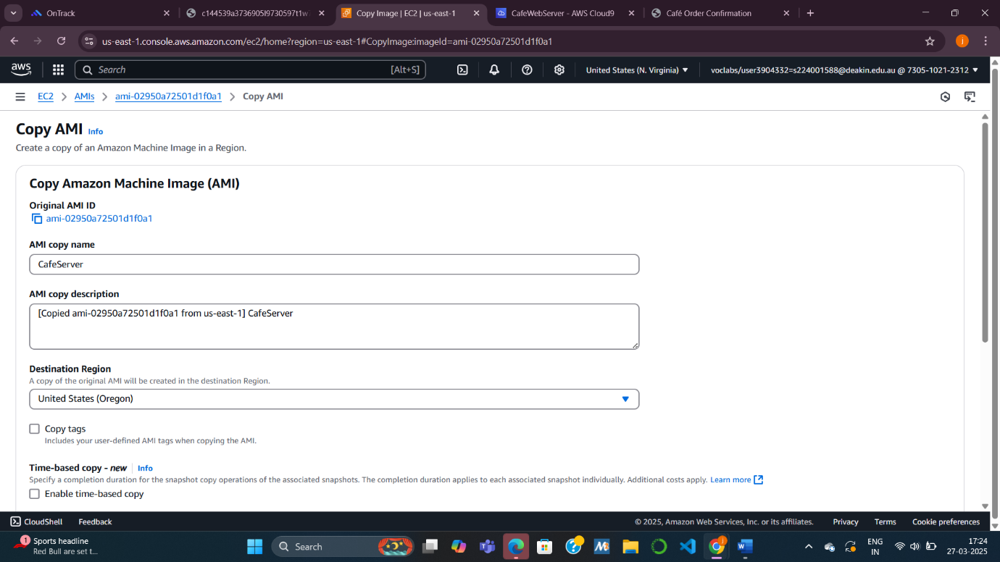 OnTrack
c144539a3736905l9730597t1w
Copy Image | EC2 | us-east-1
CafeWebServer - AWS Cloud9
Café Order Confirmation
us-east-1.console.aws.amazon.com/ec2/home?region=us-east-1#CopyImage:imageId=ami-02950a72501d1f0a1
j
aws
Search
[Alt+S]
United States (N. Virginia)
voclabs/user3904332=s224001588@deakin.edu.au @ 7305-1021-2312
EC2 > AMIs > ami-02950a72501d1f0a1 > Copy AMI
Copy AMI Info
Create a copy of an Amazon Machine Image in a Region.
Copy Amazon Machine Image (AMI)
Original AMI ID
ami-02950a72501d1f0a1
AMI copy name
CafeServer
AMI copy description
[Copied ami-02950a72501d1f0a1 from us-east-1] CafeServer
Destination Region
A copy of the original AMI will be created in the destination Region.
United States (Oregon)
Copy tags
Includes your user-defined AMI tags when copying the AMI.
Time-based copy - new Info
Specify a completion duration for the snapshot copy operations of the associated snapshots. The completion duration applies to each associated snapshot individually. Additional costs apply. Learn more
Enable time-based copy
CloudShell Feedback
© 2025, Amazon Web Services, Inc. or its affiliates. Privacy Terms Cookie preferences
1
Sports headline
Red Bull are set t...
Search
ENG
IN
17:24
27-03-2025